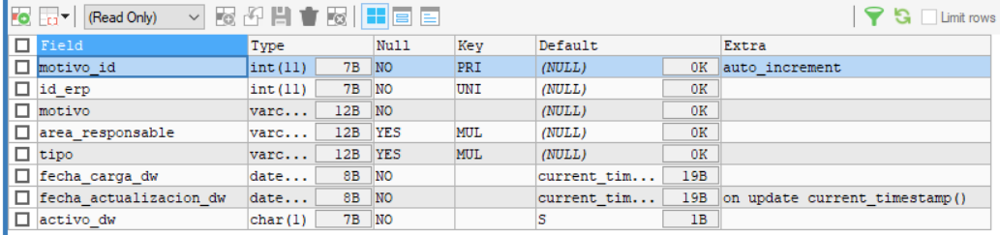 (Read Only) Limit rows
Field Type Null Key Default Extra
motivo_id int(11) 7B NO PRI (NULL) 0K auto_increment
id_erp int(11) 7B NO UNI (NULL) 0K
motivo varc... 12B NO (NULL) 0K
area_responsable varc... 12B YES MUL (NULL) 0K
tipo varc... 12B YES MUL (NULL) 0K
fecha_carga_dw date... 8B NO current_tim... 19B
fecha_actualizacion_dw date... 8B NO current_tim... 19B on update current_timestamp()
activo_dw char(1) 7B NO S 1B